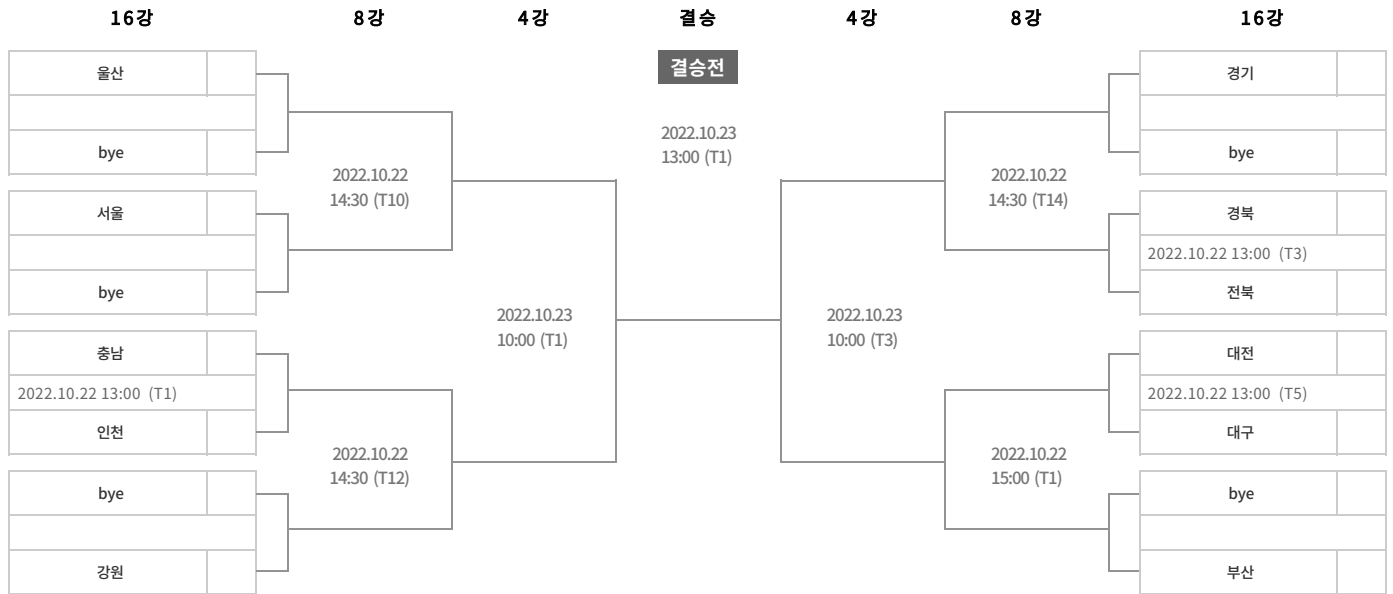 16강 8강 4강 결승 4강 8강 16강
결승전
울산
bye
서울
bye
충남
2022.10.22 13:00 (T1)
인천
bye
강원
2022.10.22
14:30 (T10)
2022.10.22
14:30 (T12)
2022.10.23
10:00 (T1)
2022.10.23
13:00 (T1)
2022.10.23
10:00 (T3)
2022.10.22
14:30 (T14)
2022.10.22
15:00 (T1)
경기
bye
경북
2022.10.22 13:00 (T3)
전북
대전
2022.10.22 13:00 (T5)
대구
bye
부산